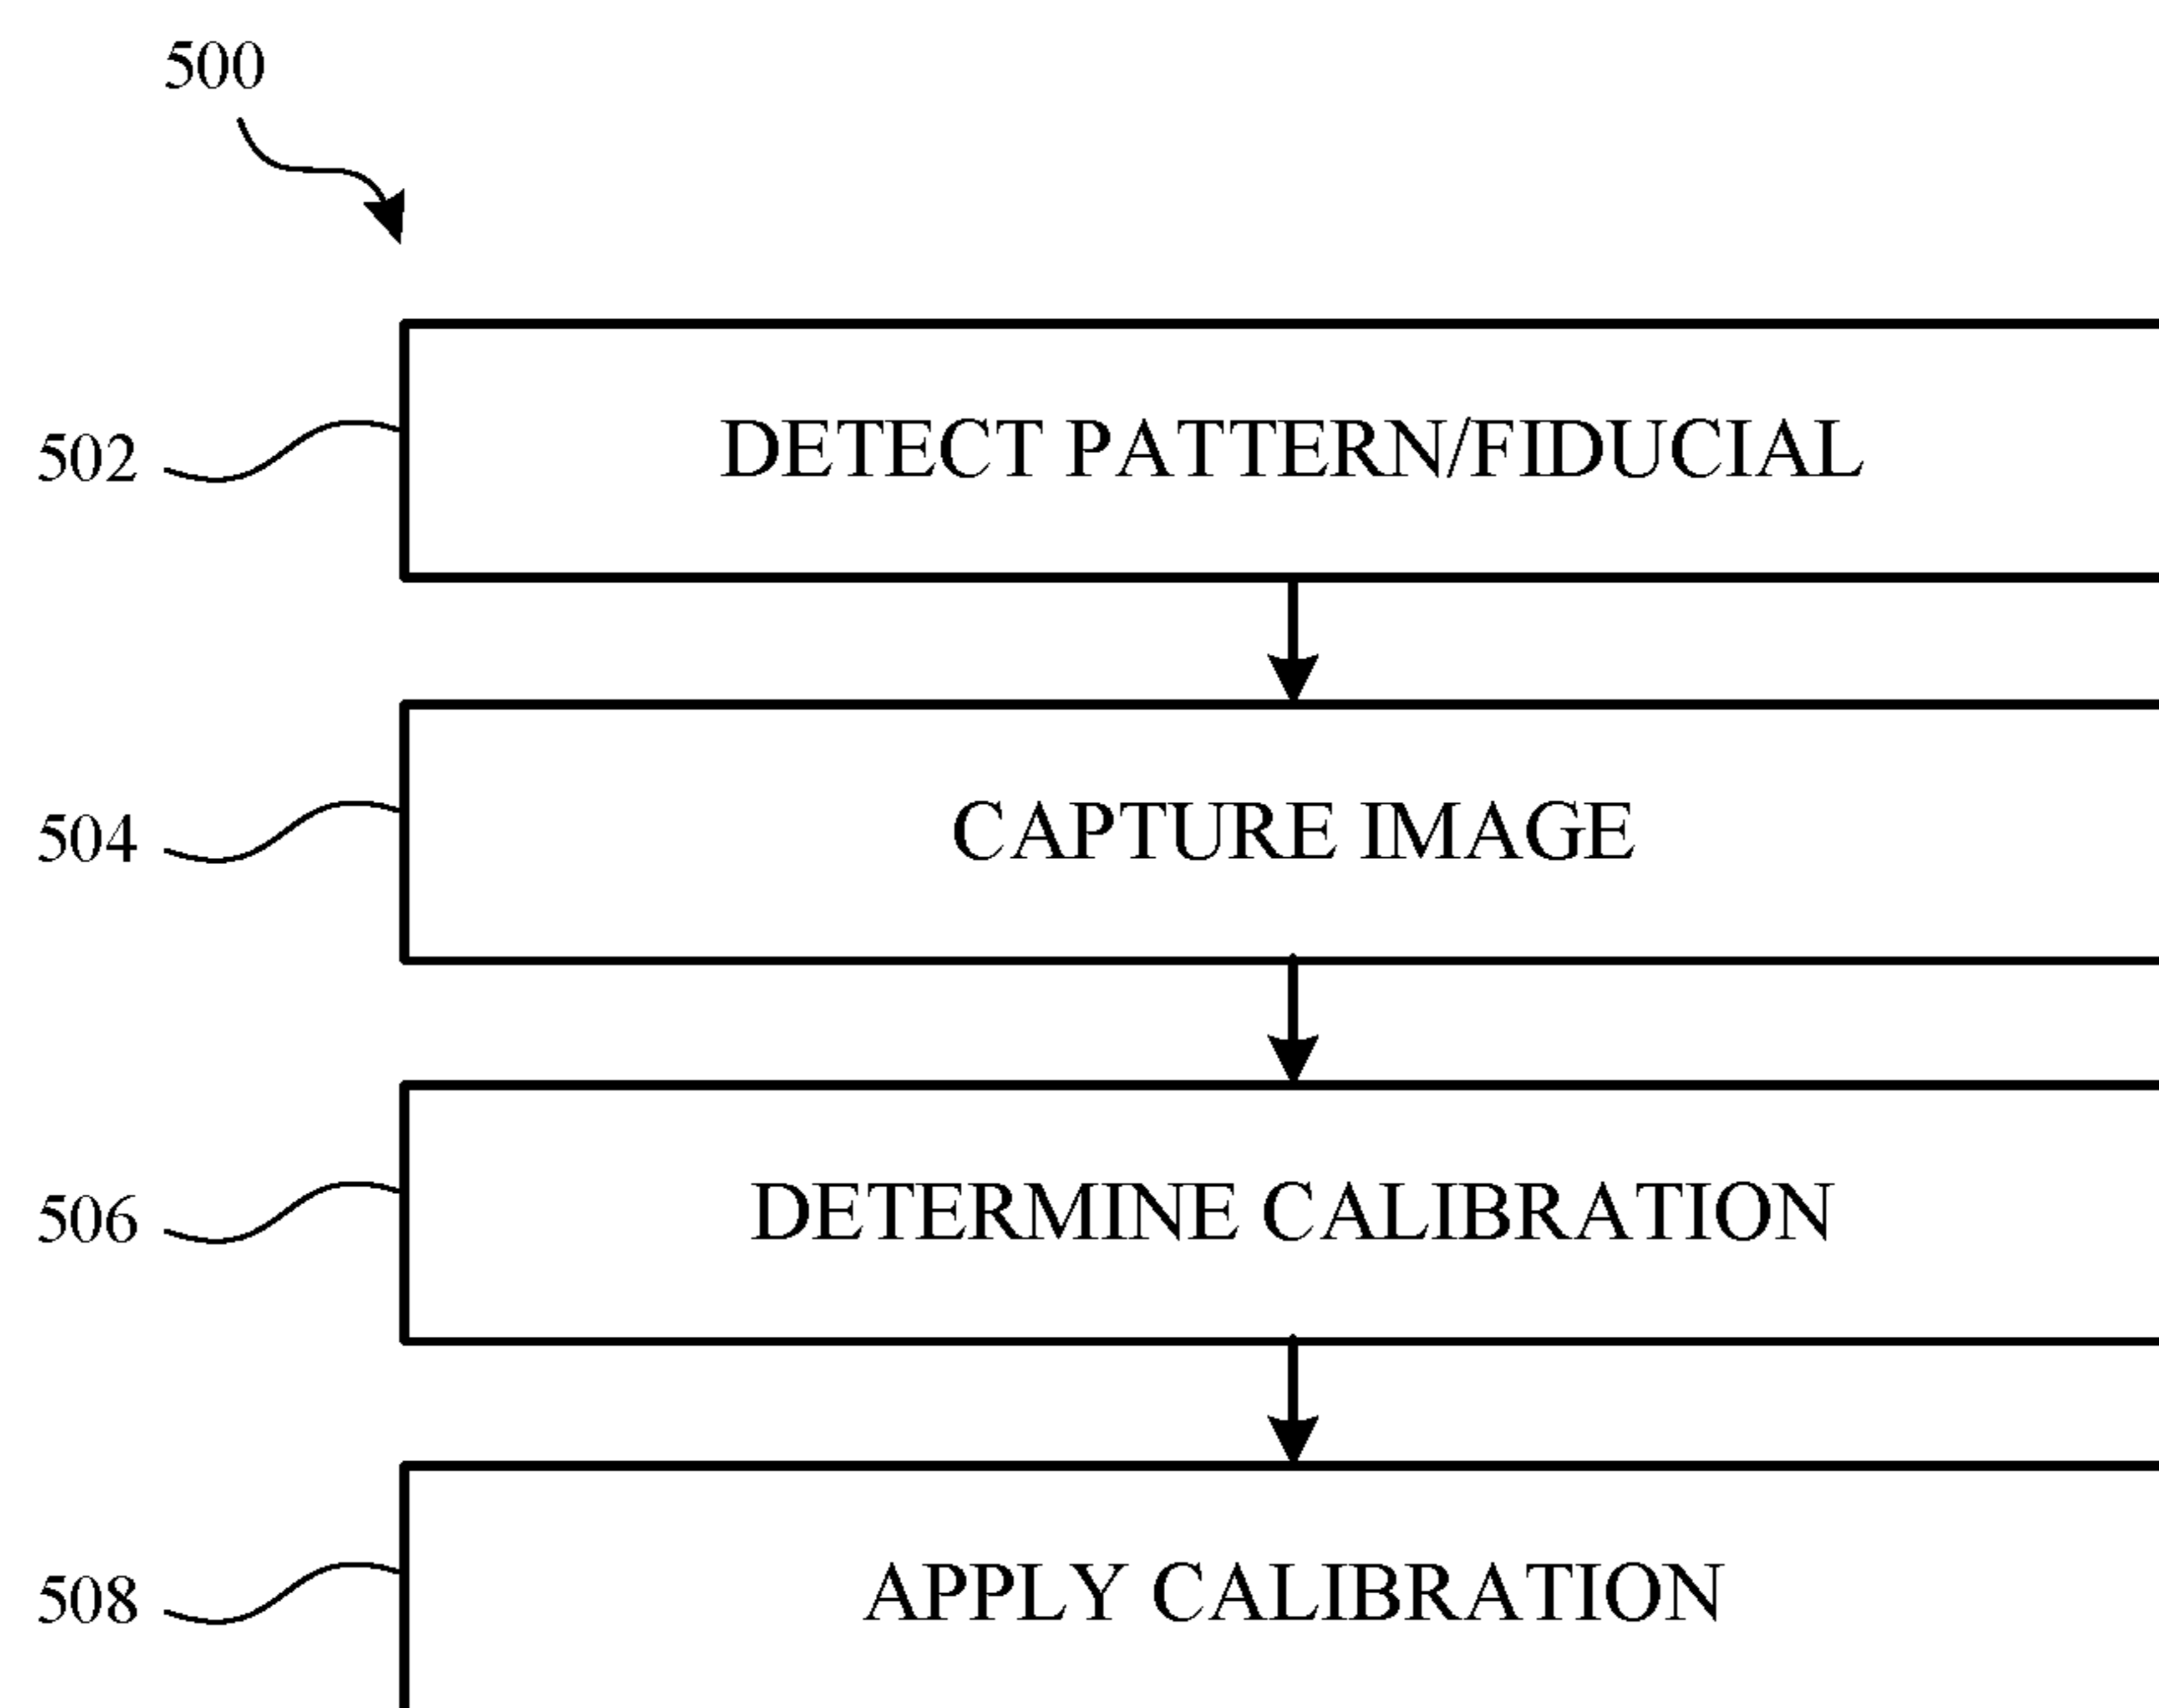 500
502 DETECT PATTERN/FIDUCIAL
504 CAPTURE IMAGE
506 DETERMINE CALIBRATION
508 APPLY CALIBRATION